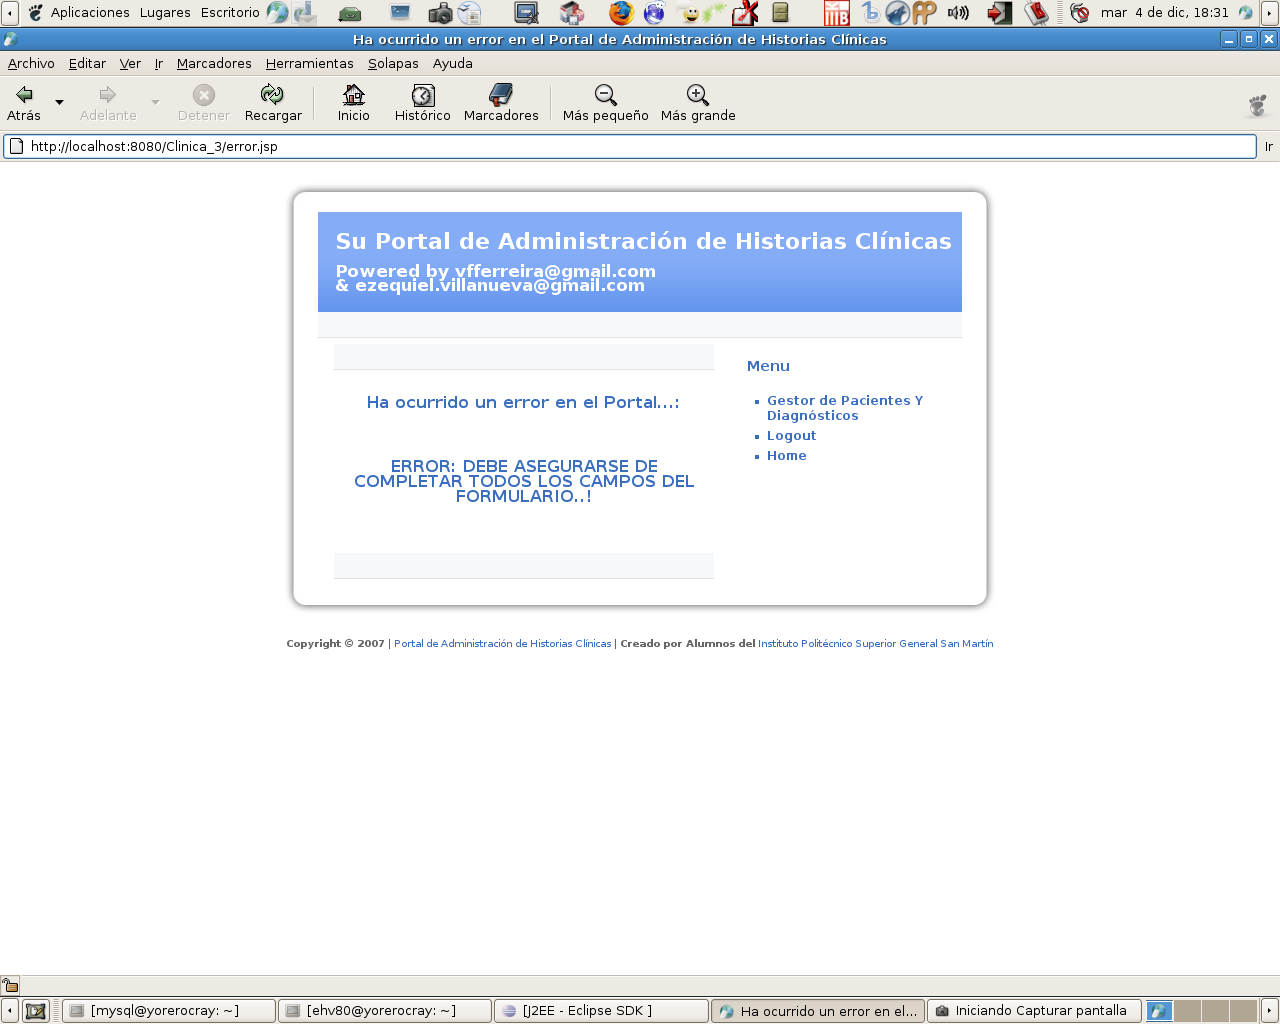 Aplicaciones Lugares Escritorio mar 4 de dic, 18:31
Ha ocurrido un error en el Portal de Administración de Historias Clínicas
Archivo Editar Ver Ir Marcadores Herramientas Solapas Ayuda
Atrás Adelante Detener Recargar Inicio Histórico Marcadores Más pequeño Más grande
http://localhost:8080/Clinica_3/error.jsp Ir
Su Portal de Administración de Historias Clínicas
Powered by vfferreira@gmail.com
& ezequiel.villanueva@gmail.com
Ha ocurrido un error en el Portal...:
ERROR: DEBE ASEGURARSE DE
COMPLETAR TODOS LOS CAMPOS DEL
FORMULARIO..!
Menu
Gestor de Pacientes Y
Diagnósticos
Logout
Home
Copyright © 2007 | Portal de Administración de Historias Clínicas | Creado por Alumnos del Instituto Politécnico Superior General San Martín
[mysql@yorerocray: ~] [ehv80@yorerocray: ~] [J2EE - Eclipse SDK ] Ha ocurrido un error en el... Iniciando Capturar pantalla